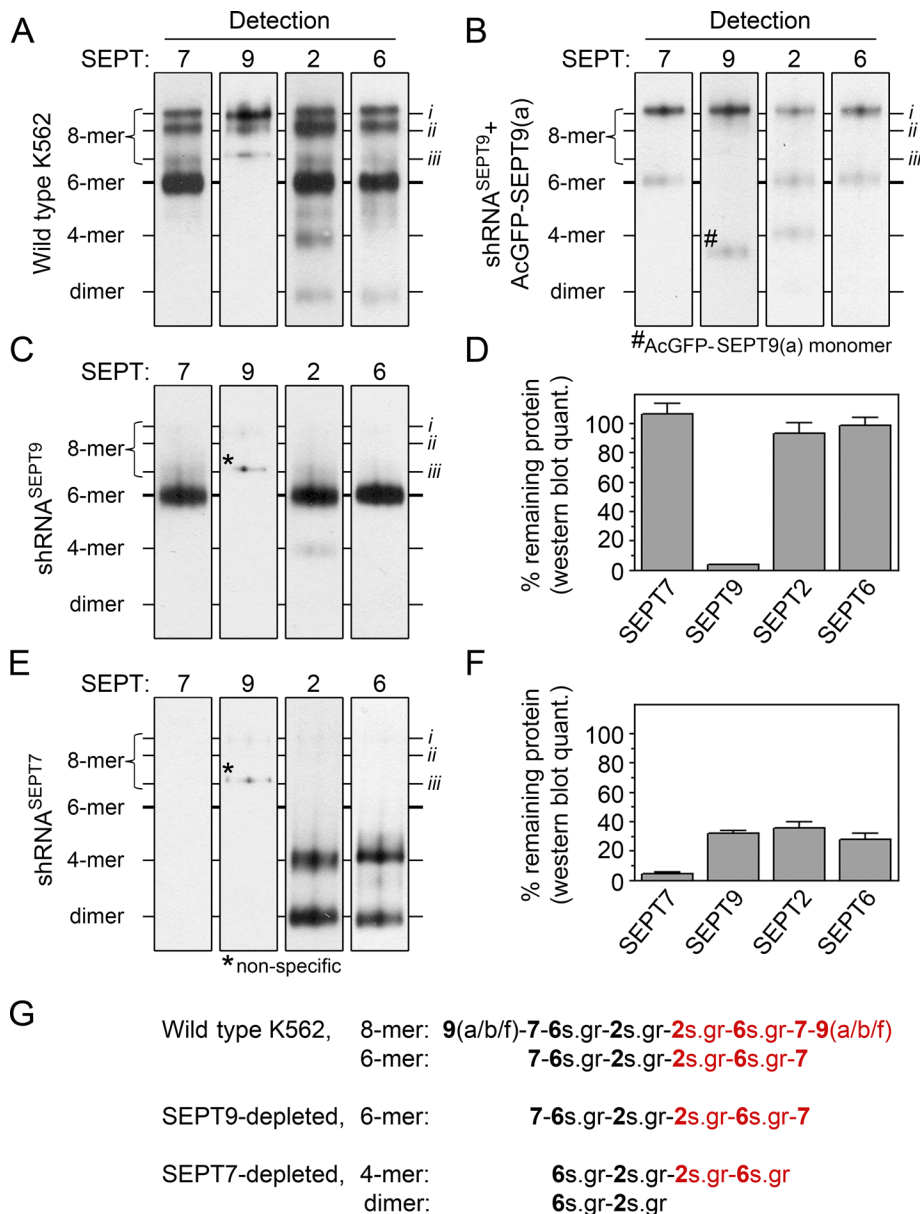 A
Detection
SEPT: 7 9 2 6
Wild type K562
8-mer
6-mer
4-mer
dimer
i
ii
iii
B
Detection
SEPT: 7 9 2 6
shRNA^SEPT9+
AcGFP-SEPT9(a)
8-mer
6-mer
4-mer
dimer
#
i
ii
iii
#AcGFP-SEPT9(a) monomer
C
SEPT: 7 9 2 6
shRNA^SEPT9
8-mer
6-mer
4-mer
dimer
*
i
ii
iii
D
% remaining protein
(western blot quant.)
100
80
60
40
20
0
SEPT7
SEPT9
SEPT2
SEPT6
E
SEPT: 7 9 2 6
shRNA^SEPT7
8-mer
6-mer
4-mer
dimer
*
i
ii
iii
*non-specific
F
% remaining protein
(western blot quant.)
100
80
60
40
20
0
SEPT7
SEPT9
SEPT2
SEPT6
G
Wild type K562, 8-mer: 9(a/b/f)-7-6s.gr-2s.gr-2s.gr-6s.gr-7-9(a/b/f)
6-mer: 7-6s.gr-2s.gr-2s.gr-6s.gr-7
SEPT9-depleted, 6-mer: 7-6s.gr-2s.gr-2s.gr-6s.gr-7
SEPT7-depleted, 4-mer: 6s.gr-2s.gr-2s.gr-6s.gr
dimer: 6s.gr-2s.gr